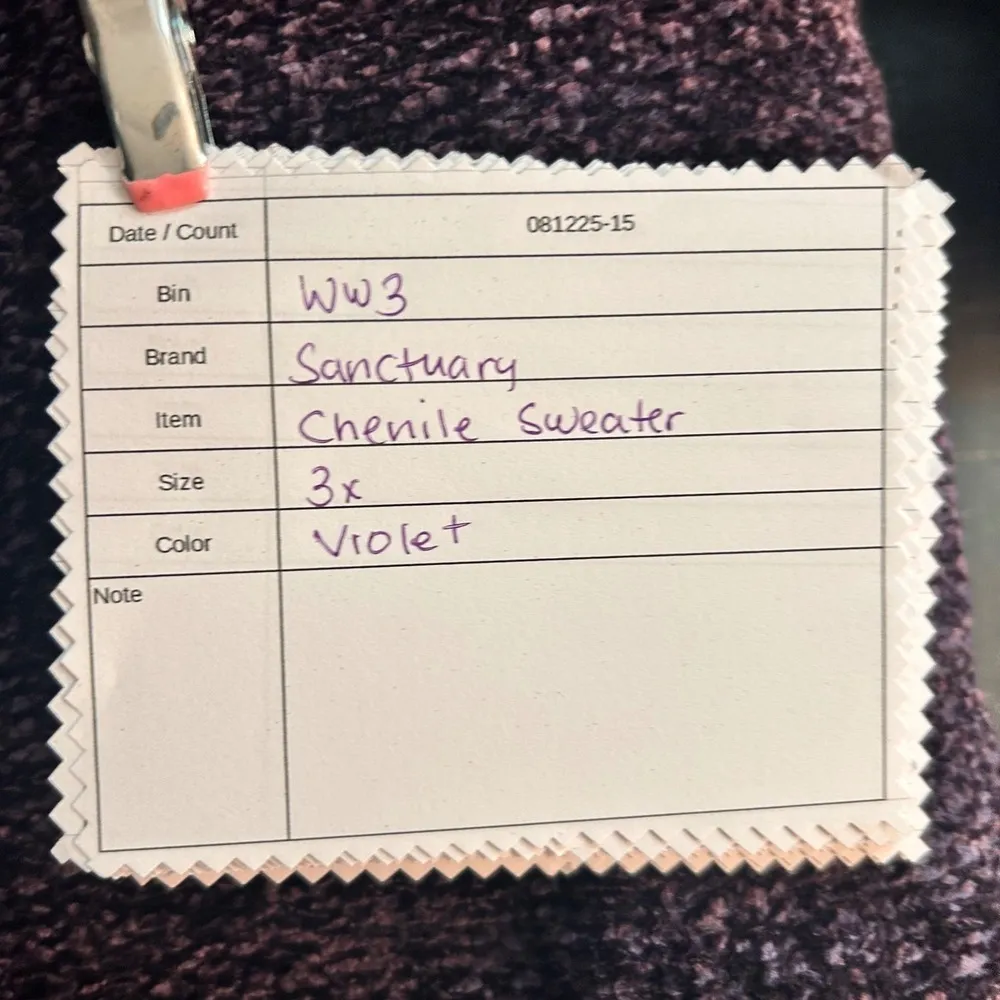 Date / Count 081225-15
Bin WW3
Brand Sanctuary
Item Chenile Sweater
Size 3x
Color Violet
Note